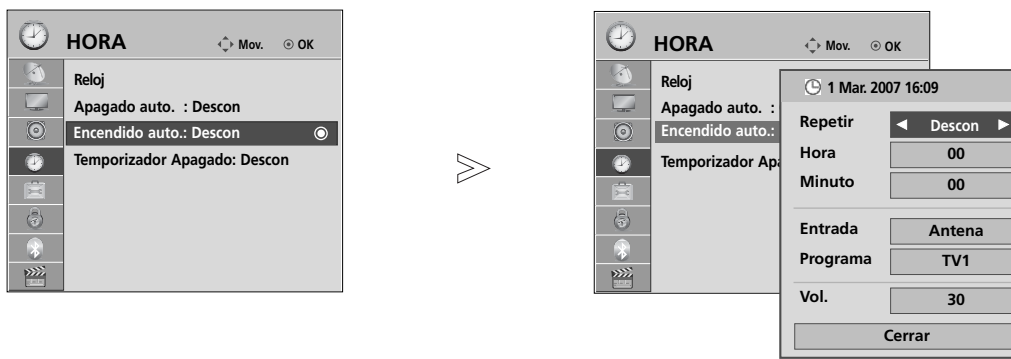 HORA Mov. OK
Reloj
Apagado auto. : Descon
Encendido auto.: Descon
Temporizador Apagado: Descon
HORA Mov. OK
Reloj
Apagado auto. :
Encendido auto.:
Temporizador Apa
1 Mar. 2007 16:09
Repetir Descon
Hora 00
Minuto 00
Entrada Antena
Programa TV1
Vol. 30
Cerrar